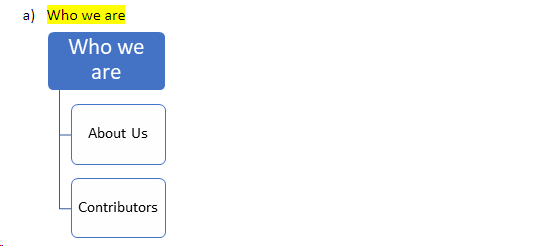 a) Who we are
Who we
are
About Us
Contributors